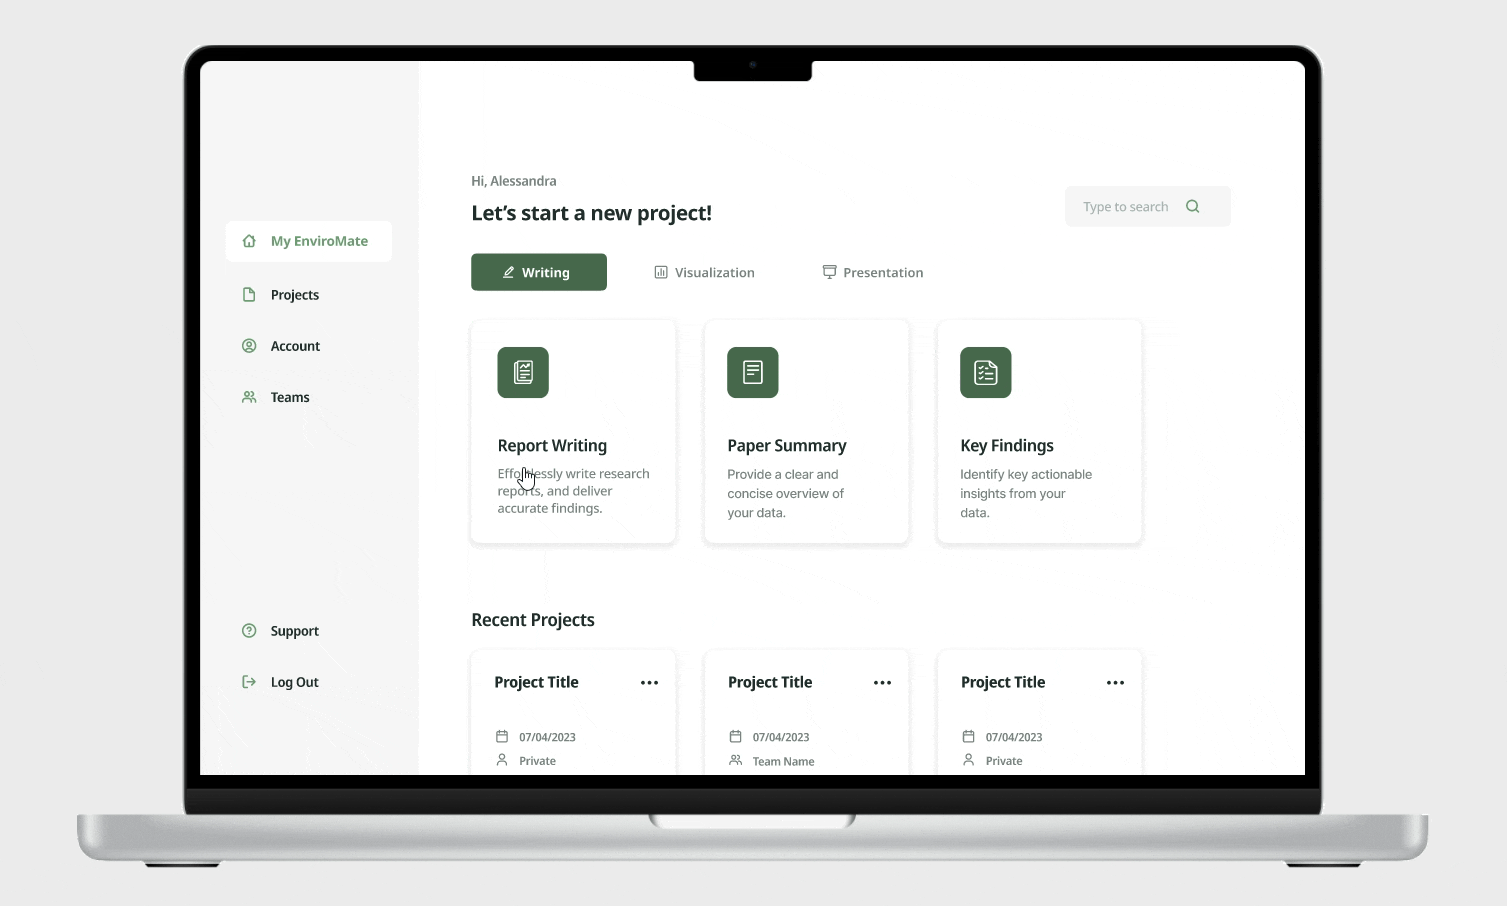 Hi, Alessandra
Let's start a new project!
Type to search
My EnviroMate
Projects
Account
Teams
Support
Log Out
Writing
Visualization
Presentation
Report Writing
Effortlessly write research
reports, and deliver
accurate findings.
Paper Summary
Provide a clear and
concise overview of
your data.
Key Findings
Identify key actionable
insights from your
data.
Recent Projects
Project Title
07/04/2023
Private
Project Title
07/04/2023
Team Name
Project Title
07/04/2023
Private